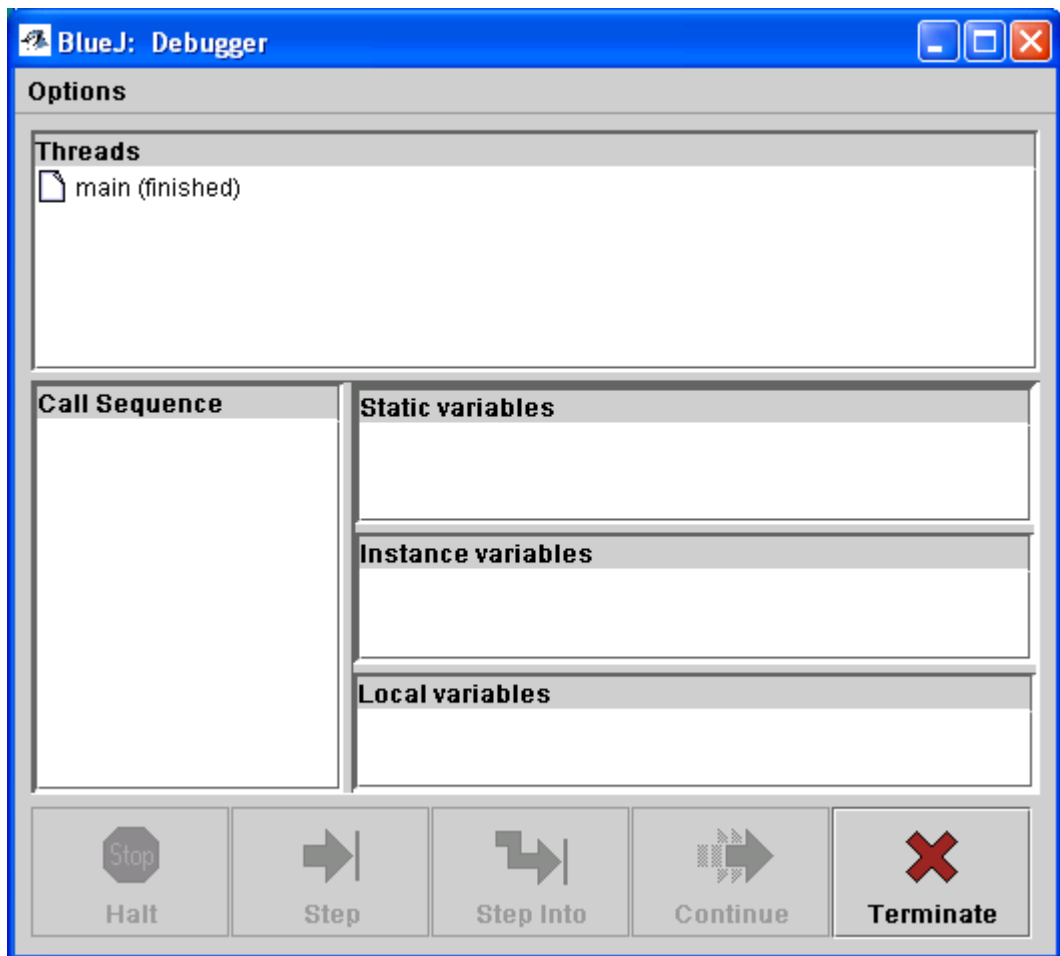 BlueJ: Debugger
Options
Threads
main (finished)
Call Sequence
Static variables
Instance variables
Local variables
Stop
Halt
Step
Step Into
Continue
Terminate